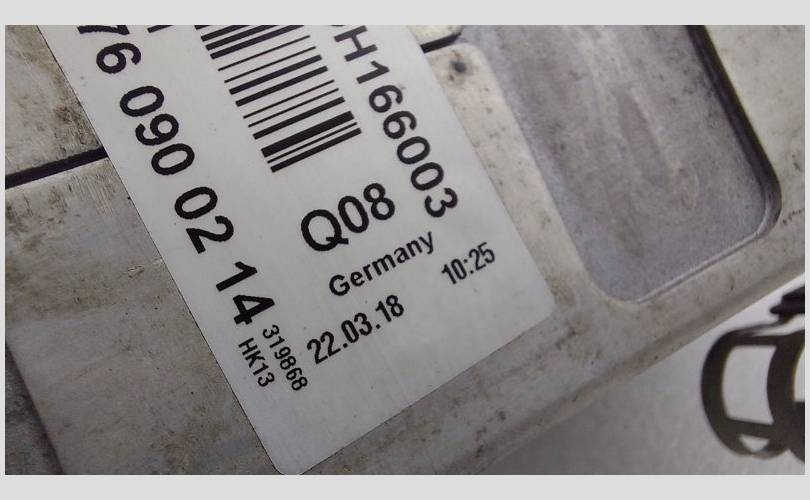 76 090 02 14
H166003
Q08
Germany
22.03.18 10:25
319868
HK13